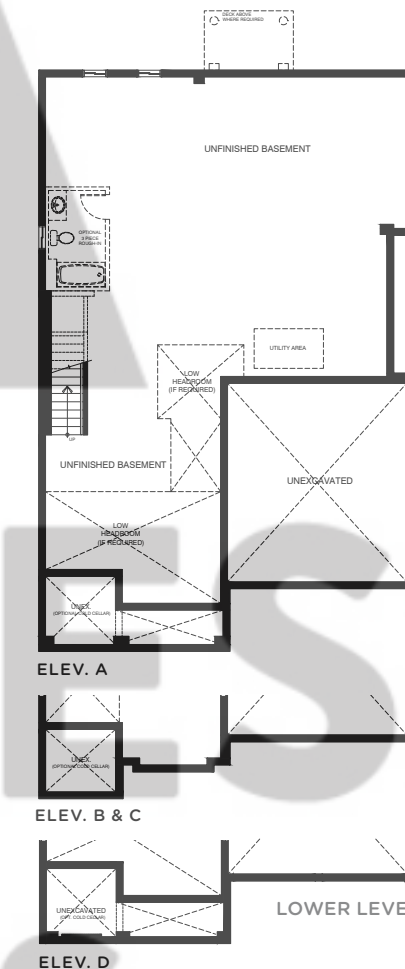 DECK ABOVE
WHERE REQUIRED
UNFINISHED BASEMENT
OPTIONAL
3 PIECE
ROUGH-IN
UTILITY AREA
LOW
HEADROOM
(IF REQUIRED)
UP
UNFINISHED BASEMENT
UNEXCAVATED
LOW
HEADROOM
(IF REQUIRED)
UNEX.
(OPTIONAL COLD CELLAR)
ELEV. A
UNEX.
(OPTIONAL COLD CELLAR)
ELEV. B & C
UNEXCAVATED
(OPT. COLD CELLAR)
LOWER LEVE
ELEV. D
ES